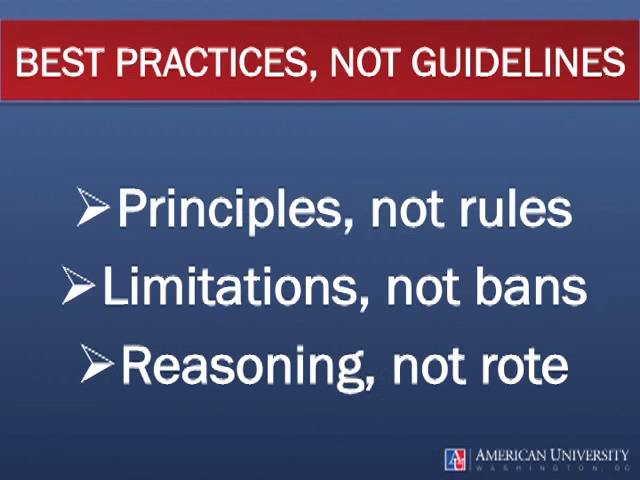 BEST PRACTICES, NOT GUIDELINES
Principles, not rules
Limitations, not bans
Reasoning, not rote
AMERICAN UNIVERSITY
WASHINGTON, DC